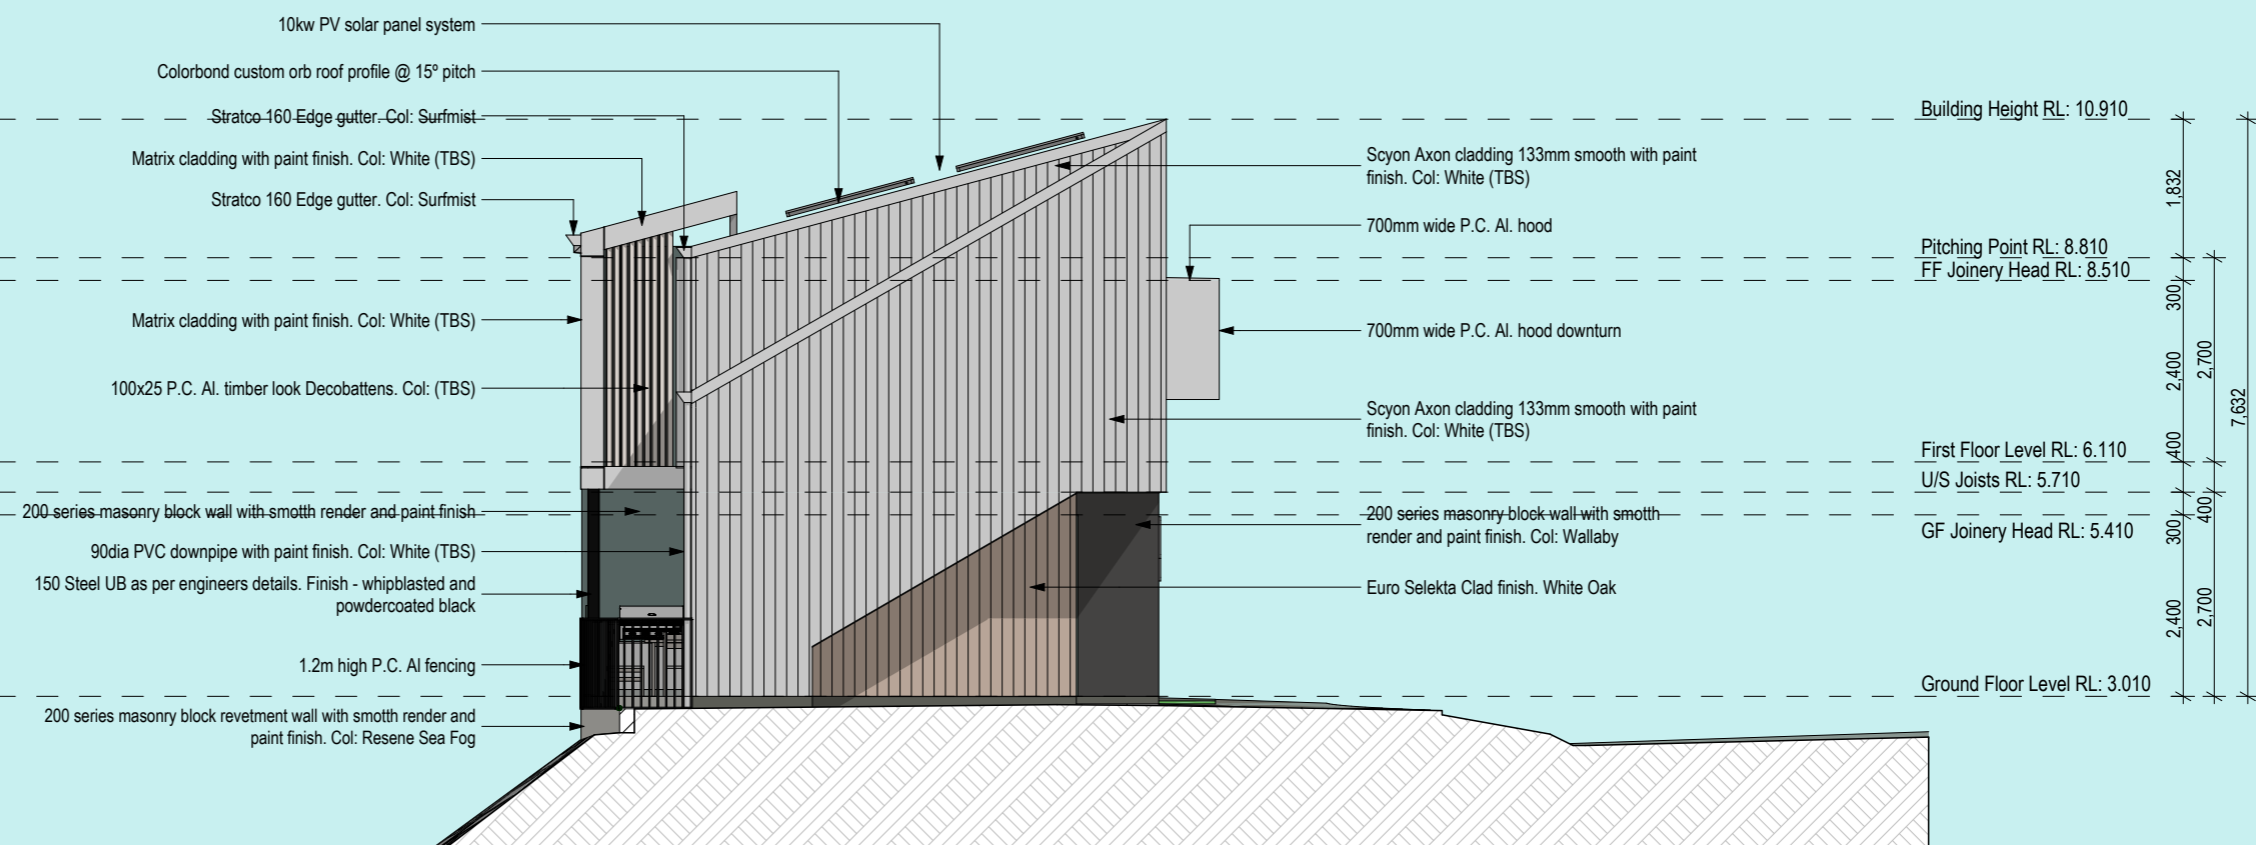 10kw PV solar panel system
Colorbond custom orb roof profile @ 15º pitch
Stratco 160 Edge gutter. Col: Surfmist
Matrix cladding with paint finish. Col: White (TBS)
Stratco 160 Edge gutter. Col: Surfmist
Matrix cladding with paint finish. Col: White (TBS)
100x25 P.C. Al. timber look Decobattens. Col: (TBS)
200 series masonry block wall with smotth render and paint finish
90dia PVC downpipe with paint finish. Col: White (TBS)
150 Steel UB as per engineers details. Finish - whipblasted and
powdercoated black
1.2m high P.C. Al fencing
200 series masonry block revetment wall with smotth render and
paint finish. Col: Resene Sea Fog
Scyon Axon cladding 133mm smooth with paint
finish. Col: White (TBS)
700mm wide P.C. Al. hood
700mm wide P.C. Al. hood downturn
Scyon Axon cladding 133mm smooth with paint
finish. Col: White (TBS)
200 series masonry block wall with smotth
render and paint finish. Col: Wallaby
Euro Selekta Clad finish. White Oak
Building Height RL: 10.910
Pitching Point RL: 8.810
FF Joinery Head RL: 8.510
First Floor Level RL: 6.110
U/S Joists RL: 5.710
GF Joinery Head RL: 5.410
Ground Floor Level RL: 3.010
1,832
300
2,400
400
300
2,400
2,700
400
2,700
7,632